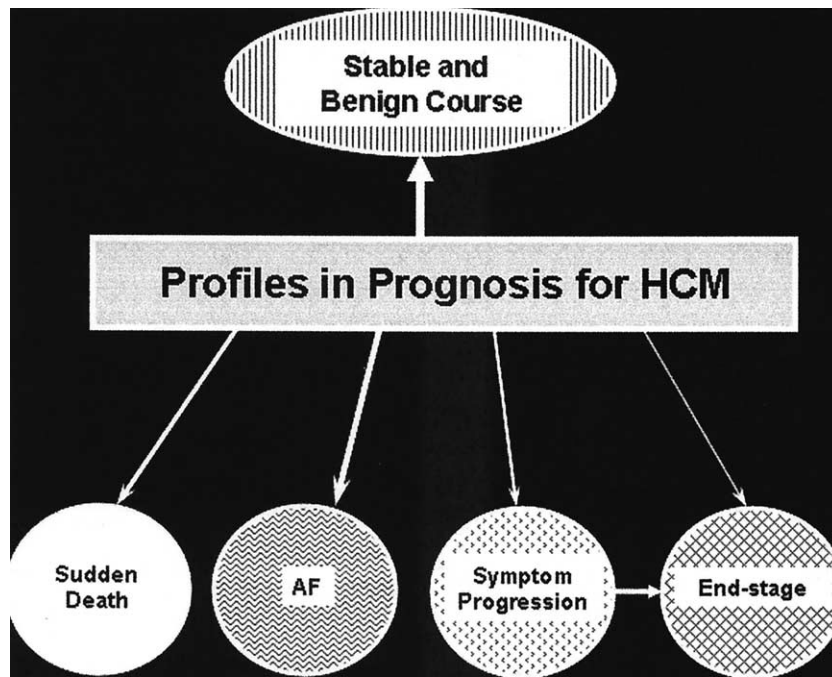 Stable and
Benign Course
Profiles in Prognosis for HCM
Sudden
Death
AF
Symptom
Progression
End-stage